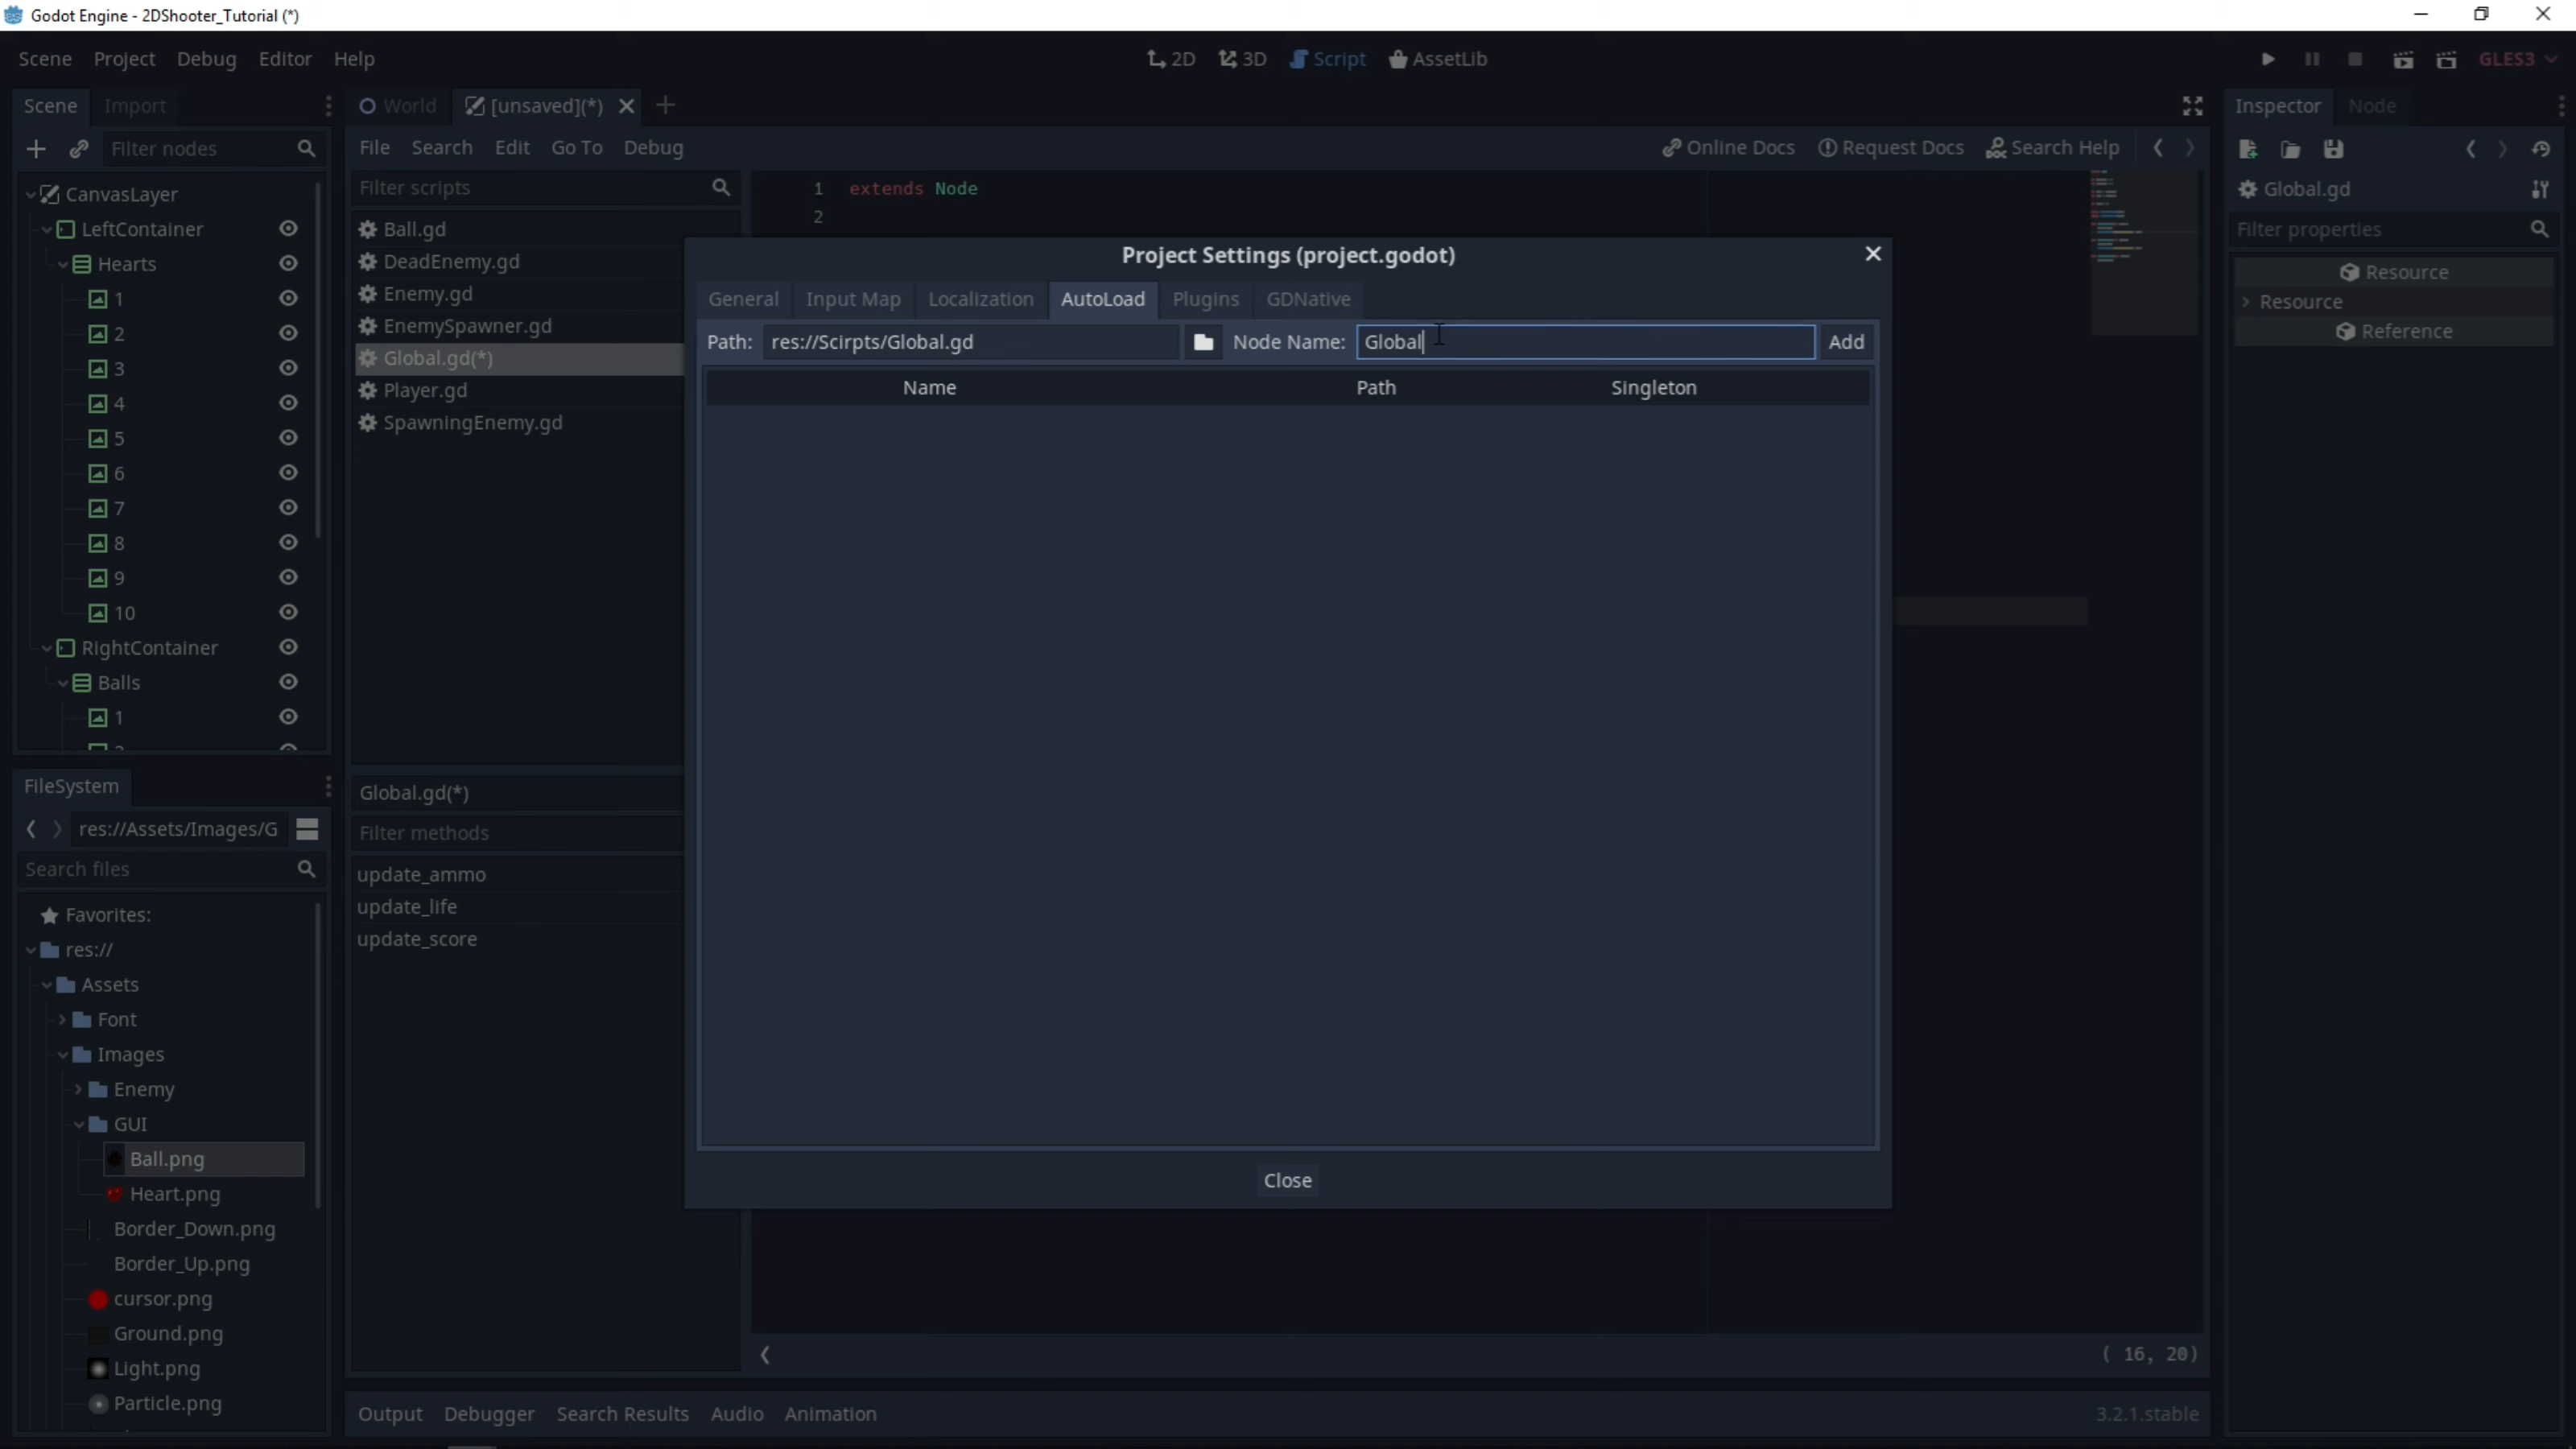 Godot Engine - 2DShooter_Tutorial (*)
Scene Project Debug Editor Help
2D 3D Script AssetLib
GLES3
Scene Import
World [unsaved](*)
Inspector Node
Filter nodes
File Search Edit Go To Debug
Online Docs Request Docs Search Help
CanvasLayer
LeftContainer
Hearts
1
2
3
4
5
6
7
8
9
10
RightContainer
Balls
1
Filter scripts
Ball.gd
DeadEnemy.gd
Enemy.gd
EnemySpawner.gd
Global.gd(*)
Player.gd
SpawningEnemy.gd
1 extends Node
2
Global.gd
Filter properties
Resource
Resource
Reference
Project Settings (project.godot)
General Input Map Localization AutoLoad Plugins GDNative
Path: res://Scirpts/Global.gd Node Name: Global Add
Name Path Singleton
Close
Global.gd(*)
Filter methods
update_ammo
update_life
update_score
FileSystem
res://Assets/Images/G
Search files
Favorites:
res://
Assets
Font
Images
Enemy
GUI
Ball.png
Heart.png
Border_Down.png
Border_Up.png
cursor.png
Ground.png
Light.png
Particle.png
( 16, 20)
Output Debugger Search Results Audio Animation
3.2.1.stable